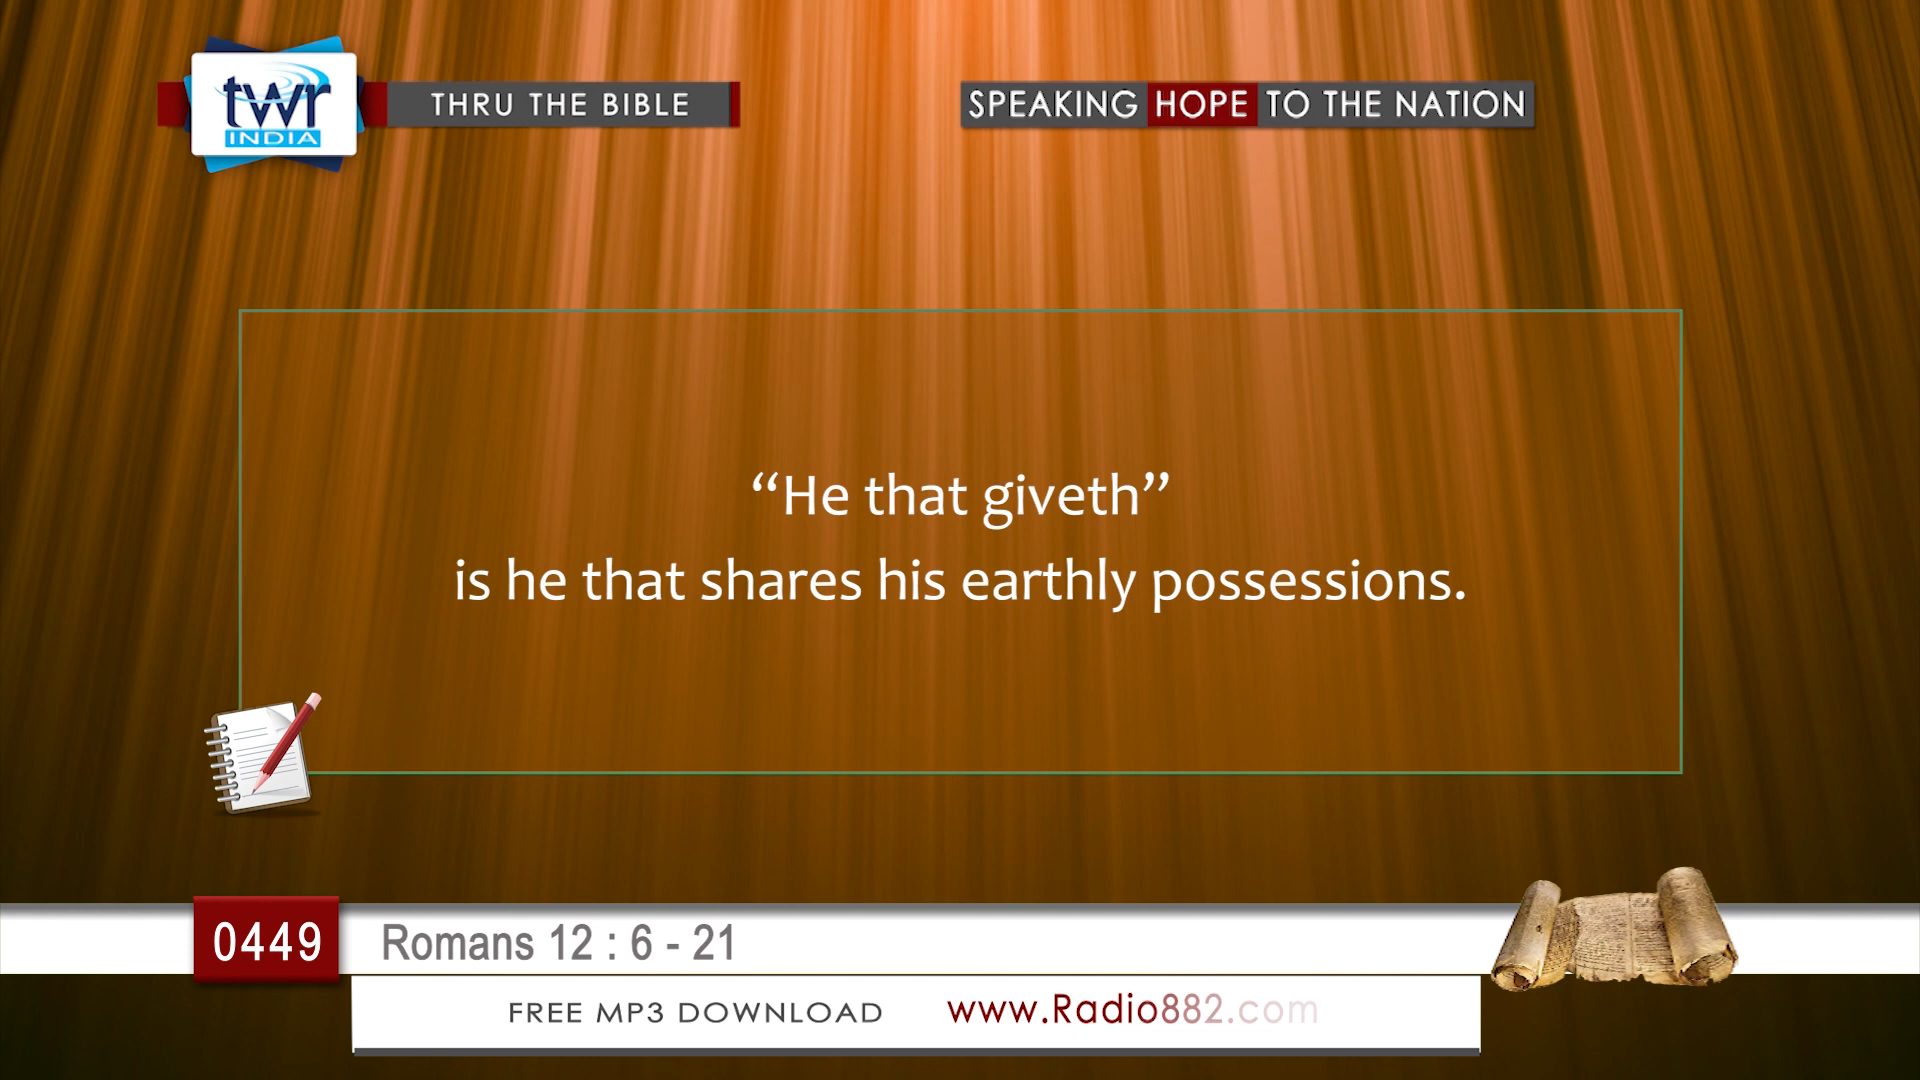 twr
INDIA
THRU THE BIBLE
SPEAKING HOPE TO THE NATION
“He that giveth”
is he that shares his earthly possessions.
0449
Romans 12 : 6 - 21
FREE MP3 DOWNLOAD
www.Radio882.com